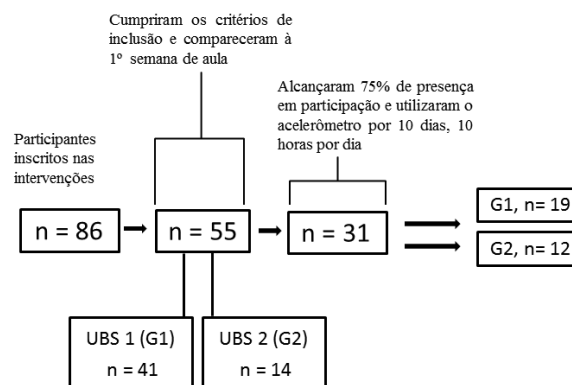 Cumpriram os critérios de
inclusão e compareceram à
1º semana de aula
Alcançaram 75% de presença
em participação e utilizaram o
acelerômetro por 10 dias, 10
horas por dia
Participantes
inscritos nas
intervenções
n = 86
n = 55
n = 31
G1, n= 19
G2, n= 12
UBS 1 (G1)
n = 41
UBS 2 (G2)
n = 14